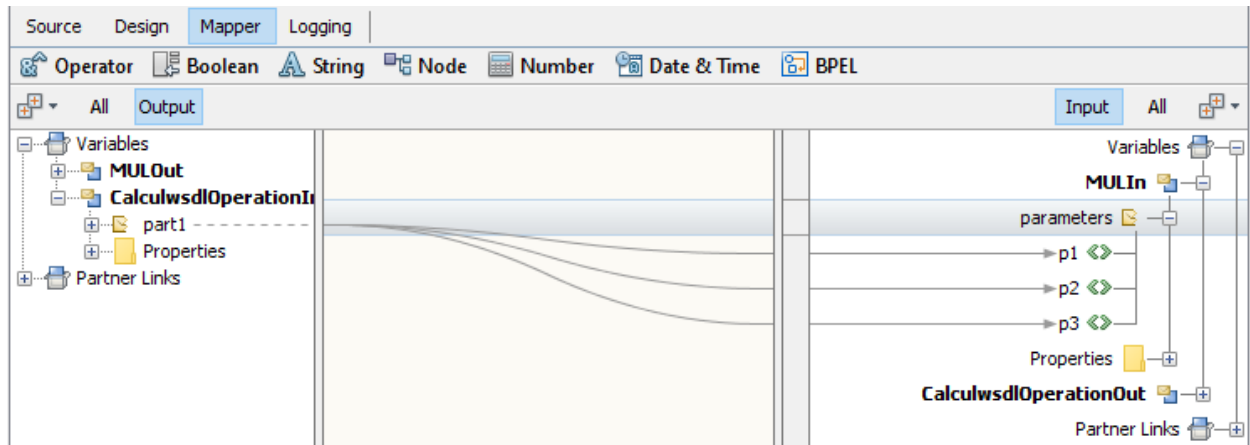 Source Design Mapper Logging
Operator Boolean String Node Number Date & Time BPEL
All Output Input All
Variables Variables
MULOut MULIn
CalculwsdlOperationIn
part1 parameters
p1
Properties
p2
Partner Links
p3
Properties
CalculwsdlOperationOut
Partner Links